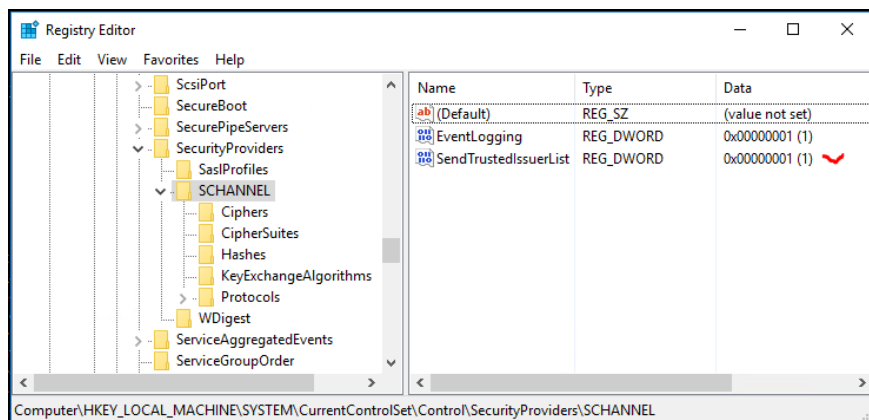 Registry Editor
File Edit View Favorites Help
ScsiPort
SecureBoot
SecurePipeServers
SecurityProviders
SaslProfiles
SCHANNEL
Ciphers
CipherSuites
Hashes
KeyExchangeAlgorithms
Protocols
WDigest
ServiceAggregatedEvents
ServiceGroupOrder
Name Type Data
ab (Default) REG_SZ (value not set)
EventLogging REG_DWORD 0x00000001 (1)
SendTrustedIssuerList REG_DWORD 0x00000001 (1)
Computer\HKEY_LOCAL_MACHINE\SYSTEM\CurrentControlSet\Control\SecurityProviders\SCHANNEL